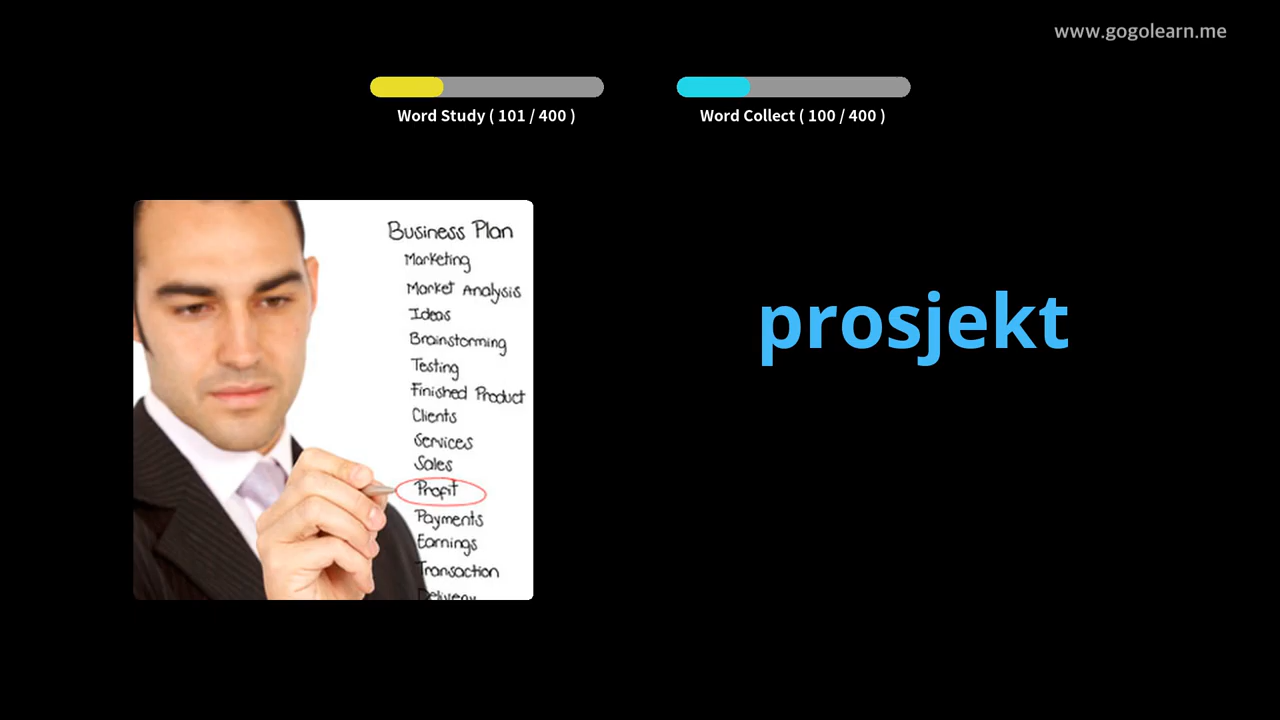 www.gogolearn.me
Word Study ( 101 / 400 )
Word Collect ( 100 / 400 )
Business Plan
Marketing
Market Analysis
Ideas
Brainstorming
Testing
Finished Product
Clients
Services
Sales
Profit
Payments
Earnings
Transaction
Delivery
prosjekt